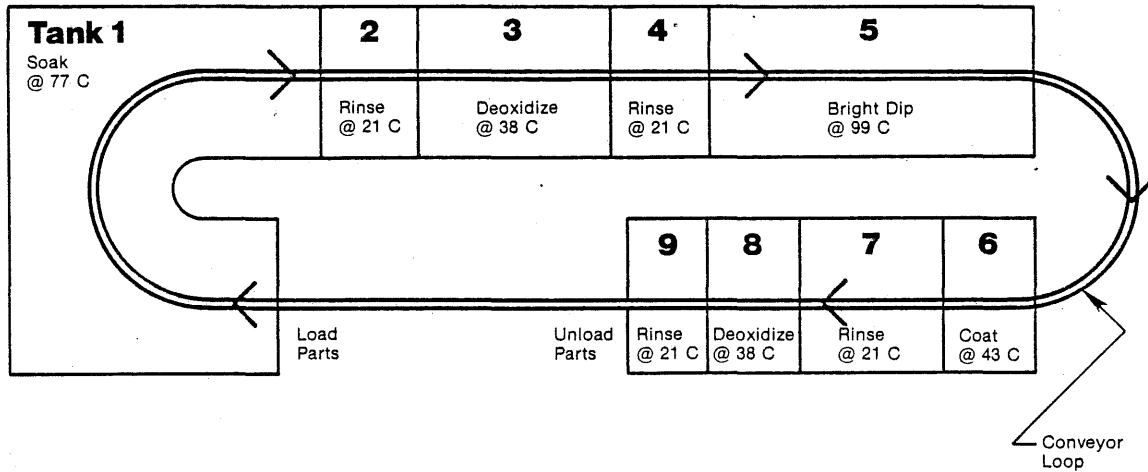 Tank 1
Soak
@ 77 C
2
Rinse
@ 21 C
3
Deoxidize
@ 38 C
4
Rinse
@ 21 C
5
Bright Dip
@ 99 C
9
Rinse
@ 21 C
8
Deoxidize
@ 38 C
7
Rinse
@ 21 C
6
Coat
@ 43 C
Load
Parts
Unload
Parts
Conveyor
Loop